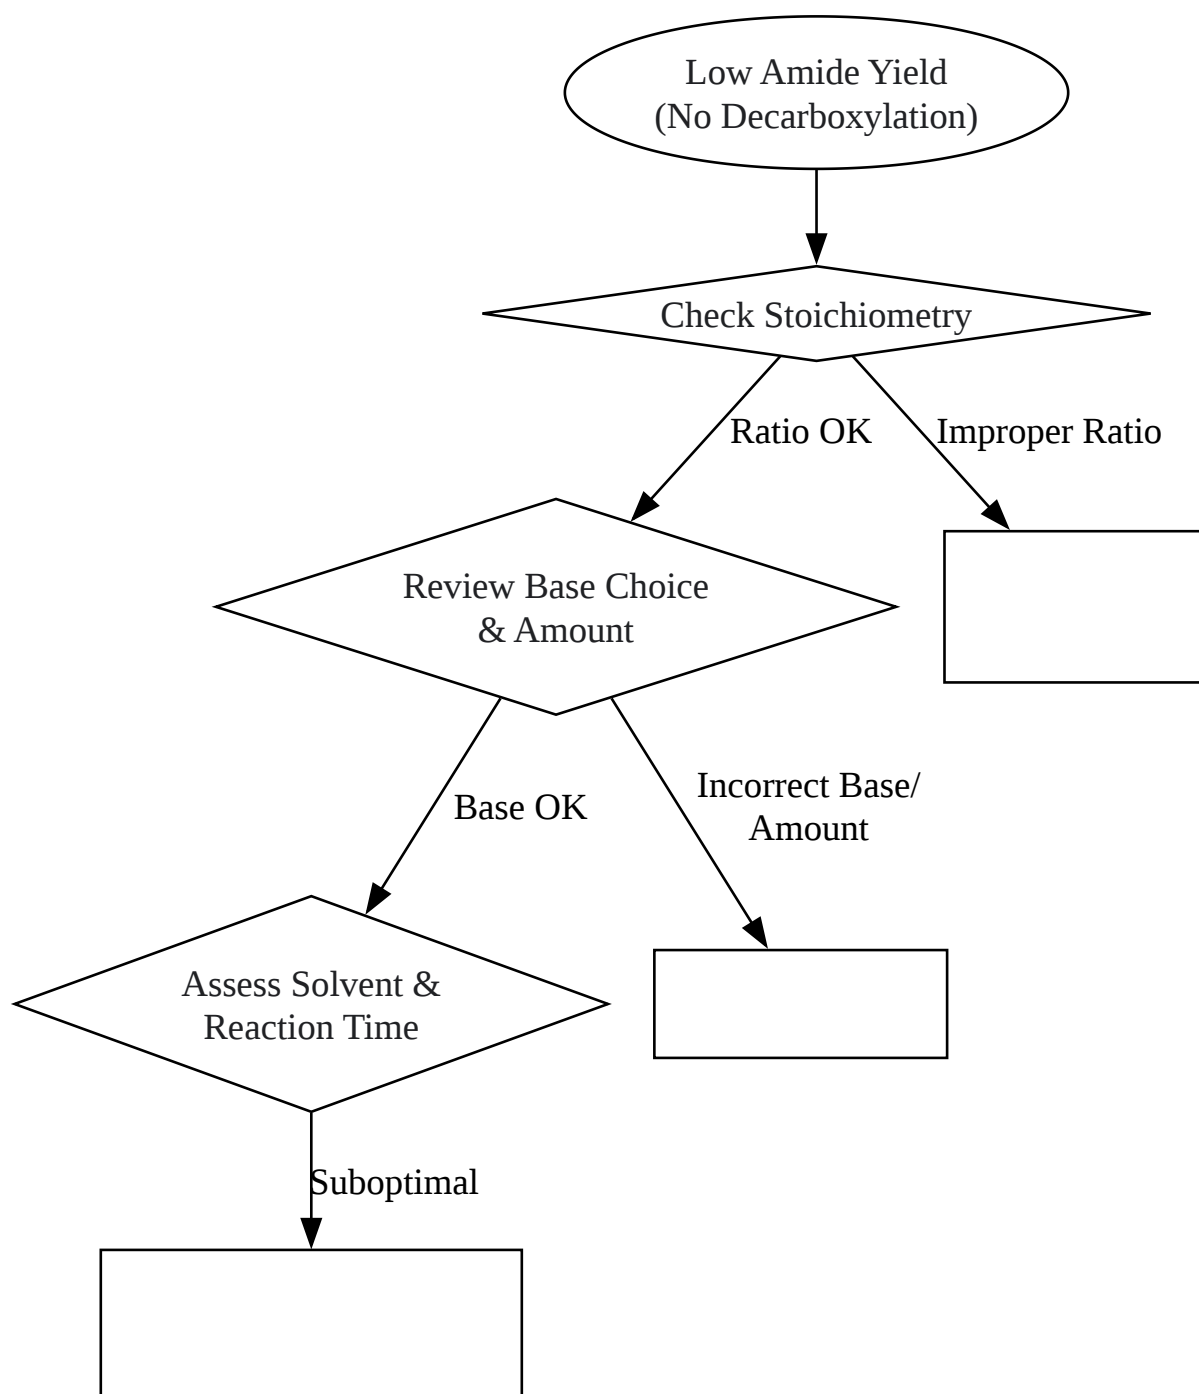 Low Amide Yield
(No Decarboxylation)
Check Stoichiometry
Ratio OK
Improper Ratio
Review Base Choice
& Amount
Base OK
Incorrect Base/
Amount
Assess Solvent &
Reaction Time
Suboptimal